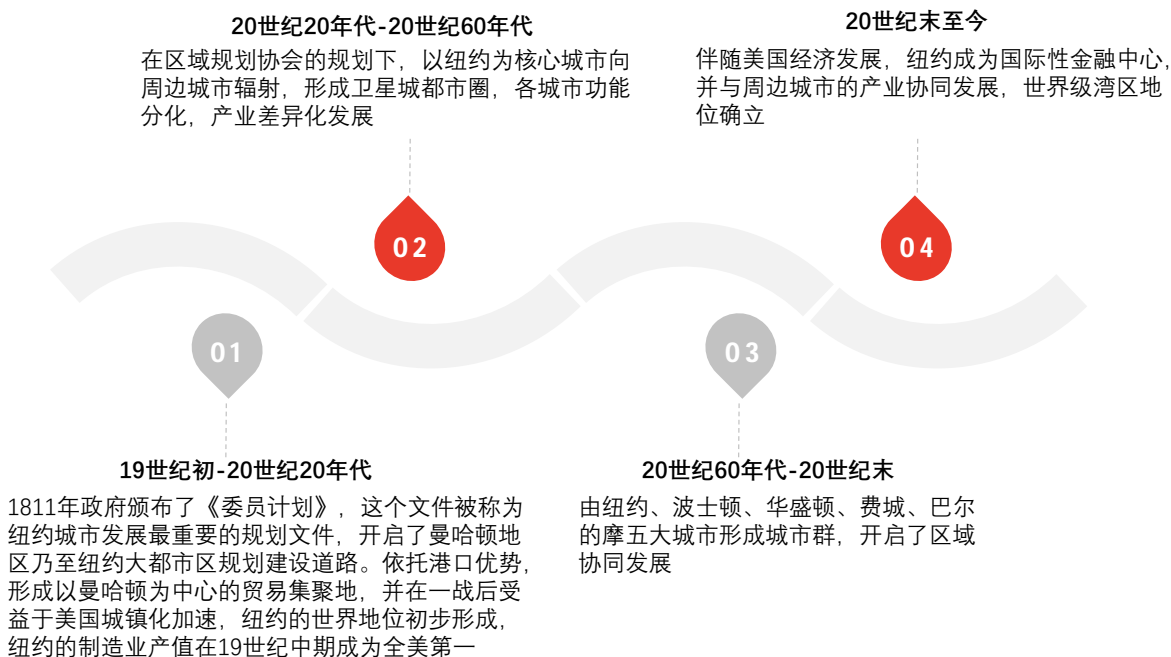 20世纪20年代-20世纪60年代
在区域规划协会的规划下，以纽约为核心城市向
周边城市辐射，形成卫星城都市圈，各城市功能
分化，产业差异化发展
20世纪末至今
伴随美国经济发展，纽约成为国际性金融中心，
并与周边城市的产业协同发展，世界级湾区地
位确立
02
04
01
03
19世纪初-20世纪20年代
1811年政府颁布了《委员计划》，这个文件被称为
纽约城市发展最重要的规划文件，开启了曼哈顿地
区乃至纽约大都市区规划建设道路。依托港口优势，
形成以曼哈顿为中心的贸易集聚地，并在一战后受
益于美国城镇化加速，纽约的世界地位初步形成，
纽约的制造业产值在19世纪中期成为全美第一
20世纪60年代-20世纪末
由纽约、波士顿、华盛顿、费城、巴尔
的摩五大城市形成城市群，开启了区域
协同发展